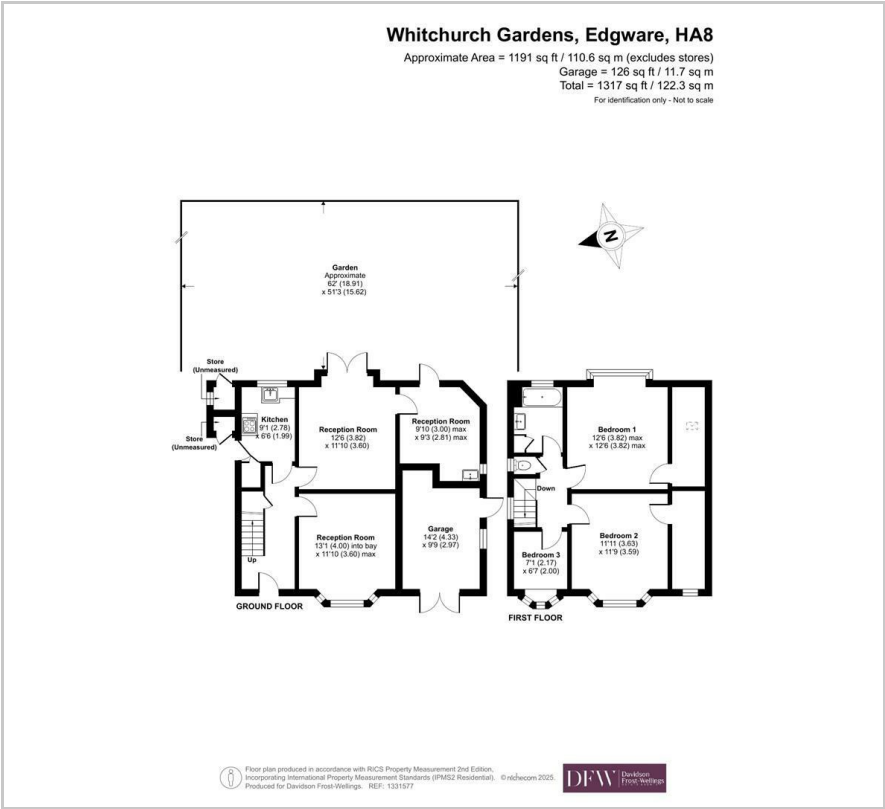 Whitchurch Gardens, Edgware, HA8
Approximate Area = 1191 sq ft / 110.6 sq m (excludes stores)
Garage = 126 sq ft / 11.7 sq m
Total = 1317 sq ft / 122.3 sq m
For identification only - Not to scale
N
Garden
Approximate
62' (18.91)
x 51'3 (15.62)
Store
(Unmeasured)
Store
(Unmeasured)
Kitchen
9'1 (2.78)
x 6'6 (1.99)
Reception Room
12'6 (3.82)
x 11'10 (3.60)
Reception Room
9'10 (3.00) max
x 9'3 (2.81) max
Reception Room
13'1 (4.00) into bay
x 11'10 (3.60) max
Garage
14'2 (4.33)
x 9'9 (2.97)
Up
GROUND FLOOR
Bedroom 1
12'6 (3.82) max
x 12'6 (3.82) max
Down
Bedroom 2
11'11 (3.63)
x 11'9 (3.59)
Bedroom 3
7'1 (2.17)
x 6'7 (2.00)
FIRST FLOOR
Floor plan produced in accordance with RICS Property Measurement 2nd Edition,
Incorporating International Property Measurement Standards (IPMS2 Residential). © nichecom 2025.
Produced for Davidson Frost-Wellings. REF: 1331577
DFW
Davidson
Frost-Wellings